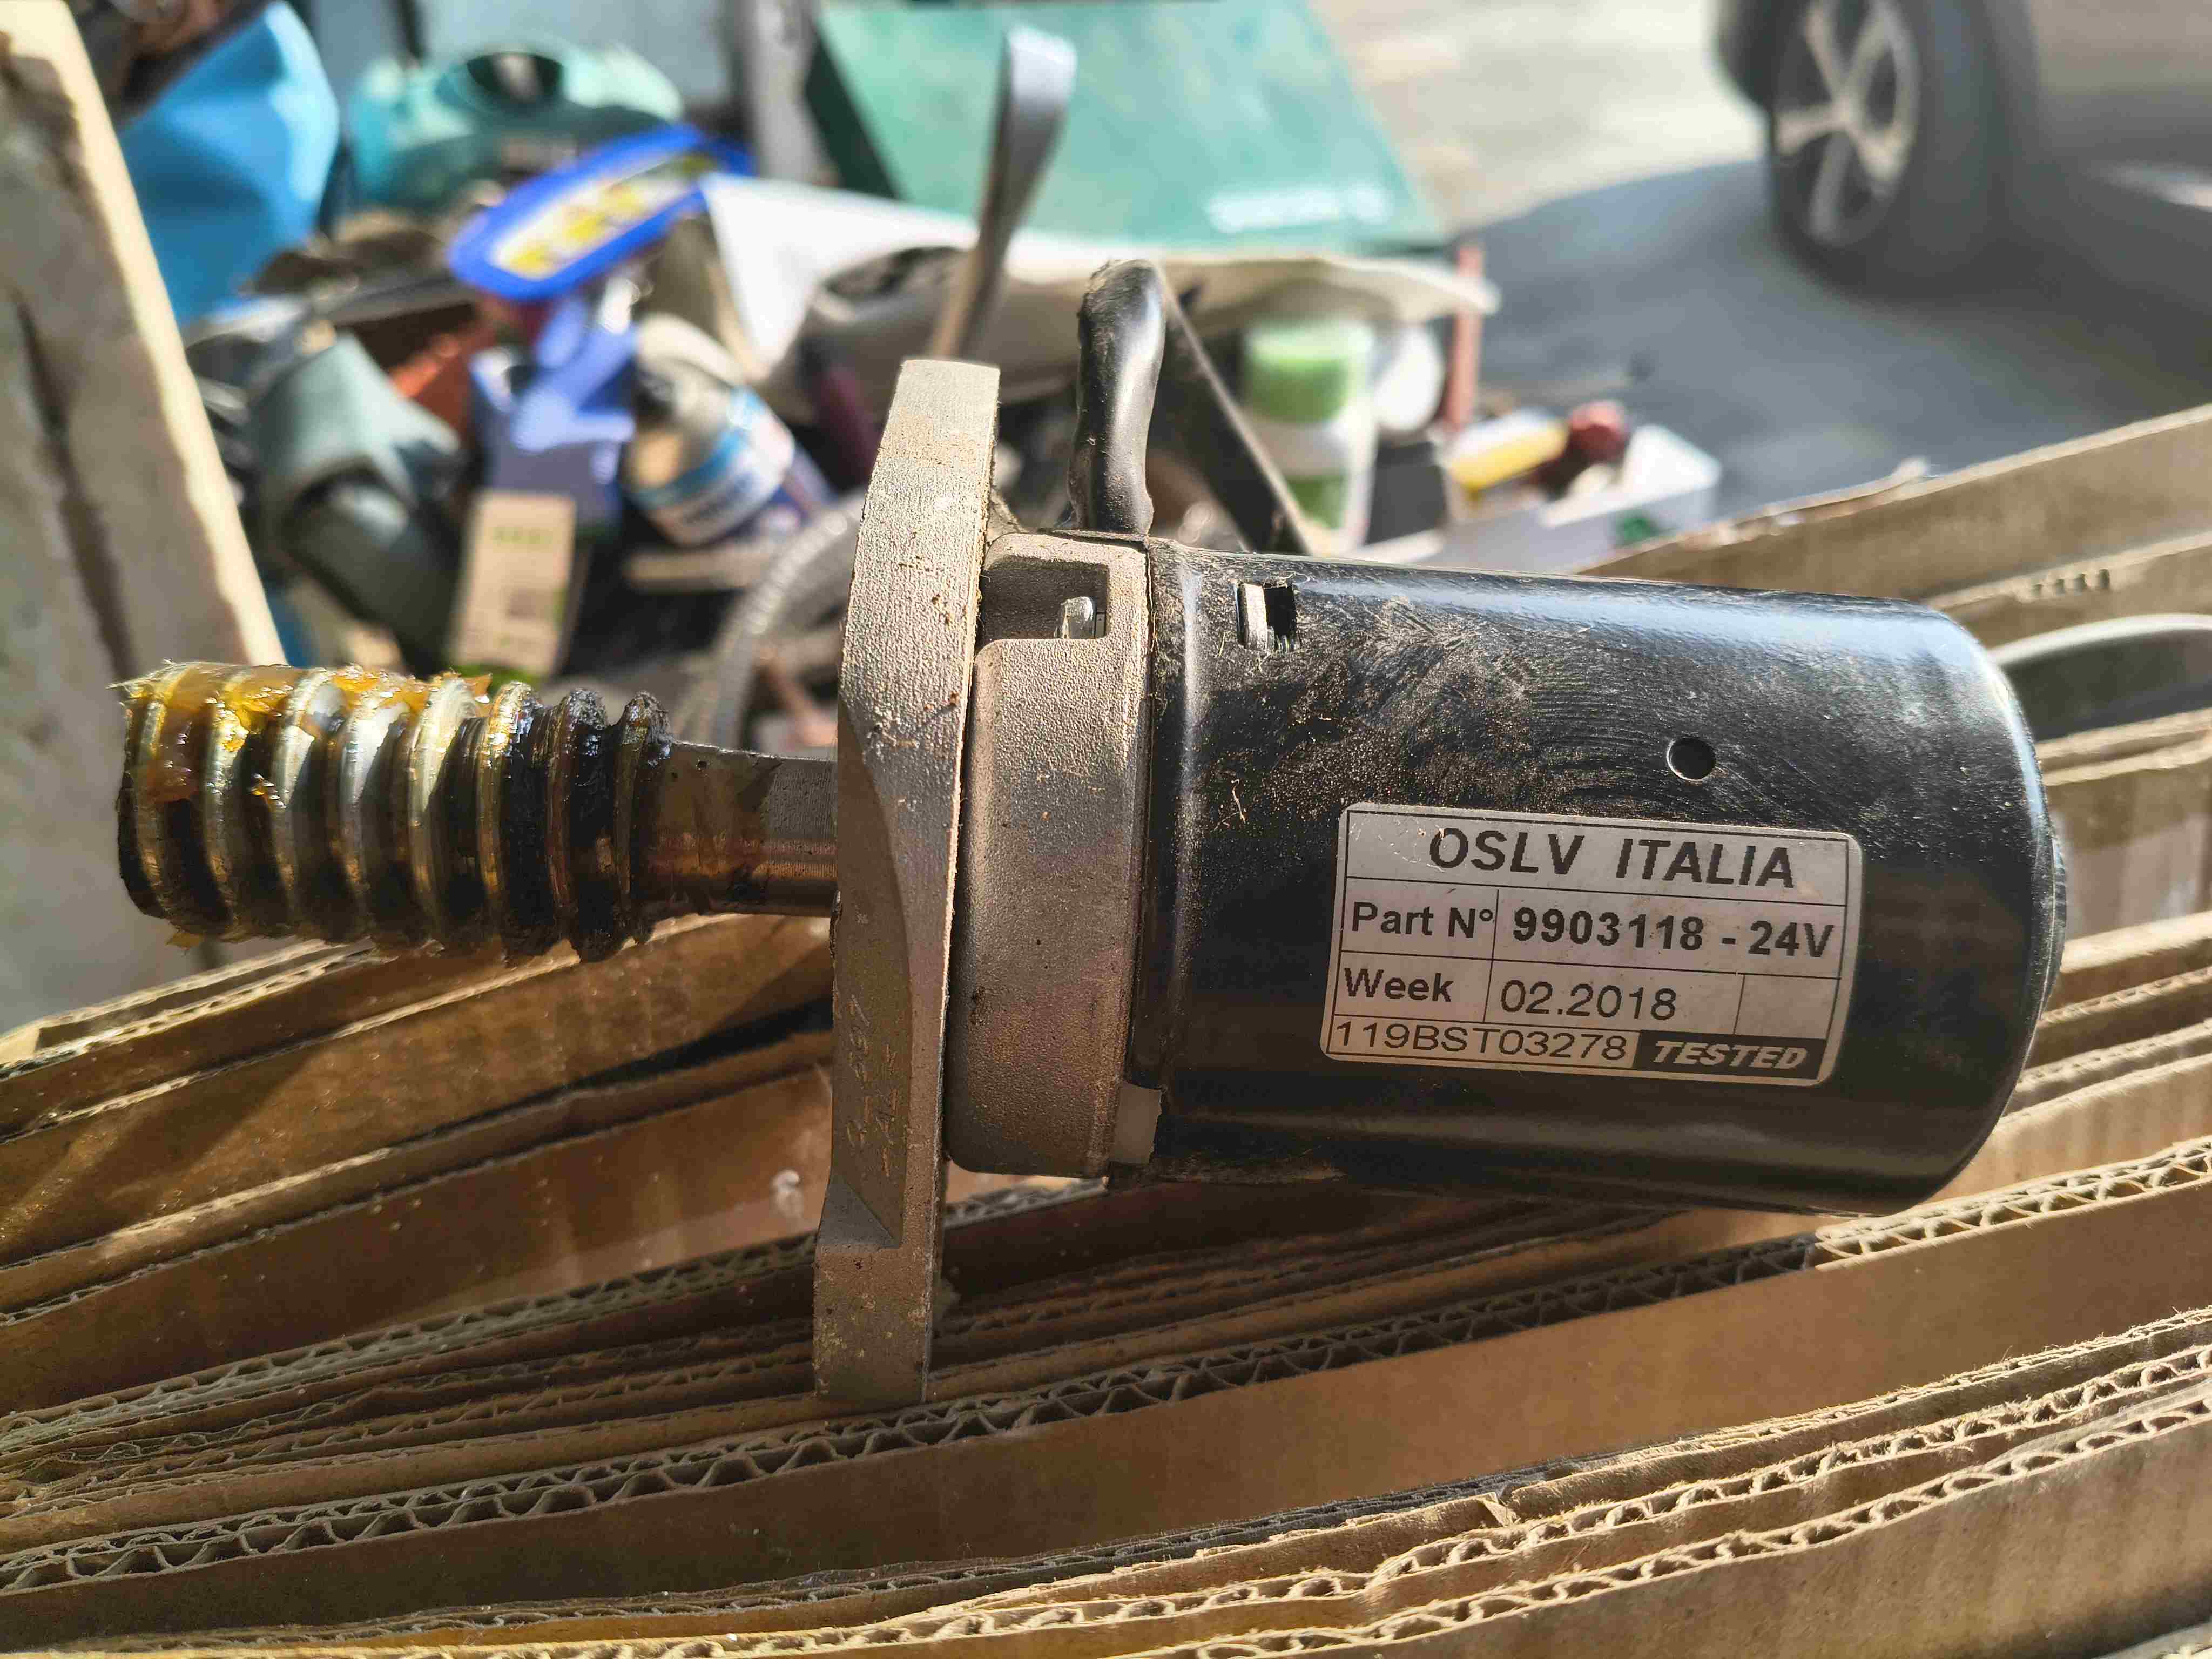 OSLV ITALIA
Part N° 9903118 - 24V
Week 02.2018
119BST03278 TESTED